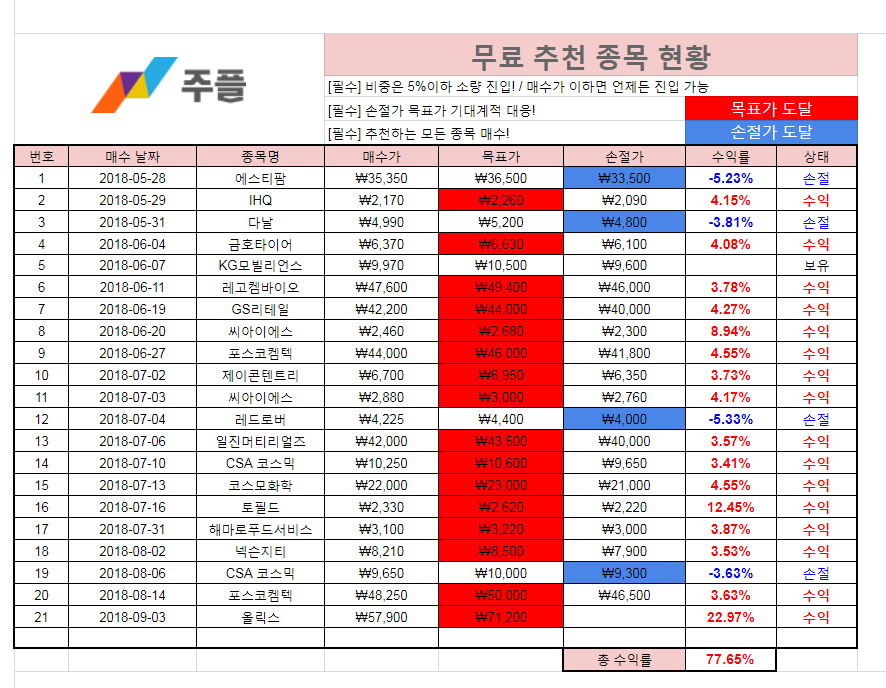 주플
무료 추천 종목 현황
[필수] 비중은 5%이하 소량 진입! / 매수가 이하면 언제든 진입 가능
[필수] 손절가 목표가 기대계적 대응! 목표가 도달
[필수] 추천하는 모든 종목 매수! 손절가 도달
번호 매수 날짜 종목명 매수가 목표가 손절가 수익률 상태
1 2018-05-28 에스티팜 ₩35,350 ₩36,500 ₩33,500 -5.23% 손절
2 2018-05-29 IHQ ₩2,170 ₩2,260 ₩2,090 4.15% 수익
3 2018-05-31 다날 ₩4,990 ₩5,200 ₩4,800 -3.81% 손절
4 2018-06-04 금호타이어 ₩6,370 ₩6,630 ₩6,100 4.08% 수익
5 2018-06-07 KG모빌리언스 ₩9,970 ₩10,500 ₩9,600 보유
6 2018-06-11 레고켐바이오 ₩47,600 ₩49,400 ₩46,000 3.78% 수익
7 2018-06-19 GS리테일 ₩42,200 ₩44,000 ₩40,000 4.27% 수익
8 2018-06-20 씨아이에스 ₩2,460 ₩2,680 ₩2,300 8.94% 수익
9 2018-06-27 포스코켐텍 ₩44,000 ₩46,000 ₩41,800 4.55% 수익
10 2018-07-02 제이콘텐트리 ₩6,700 ₩6,950 ₩6,350 3.73% 수익
11 2018-07-03 씨아이에스 ₩2,880 ₩3,000 ₩2,760 4.17% 수익
12 2018-07-04 레드로버 ₩4,225 ₩4,400 ₩4,000 -5.33% 손절
13 2018-07-06 일진머티리얼즈 ₩42,000 ₩43,500 ₩40,000 3.57% 수익
14 2018-07-10 CSA 코스믹 ₩10,250 ₩10,600 ₩9,650 3.41% 수익
15 2018-07-13 코스모화학 ₩22,000 ₩23,000 ₩21,000 4.55% 수익
16 2018-07-16 토필드 ₩2,330 ₩2,620 ₩2,220 12.45% 수익
17 2018-07-31 해마로푸드서비스 ₩3,100 ₩3,220 ₩3,000 3.87% 수익
18 2018-08-02 넥슨지티 ₩8,210 ₩8,500 ₩7,900 3.53% 수익
19 2018-08-06 CSA 코스믹 ₩9,650 ₩10,000 ₩9,300 -3.63% 손절
20 2018-08-14 포스코켐텍 ₩48,250 ₩50,000 ₩46,500 3.63% 수익
21 2018-09-03 올릭스 ₩57,900 ₩71,200 22.97% 수익
총 수익률 77.65%